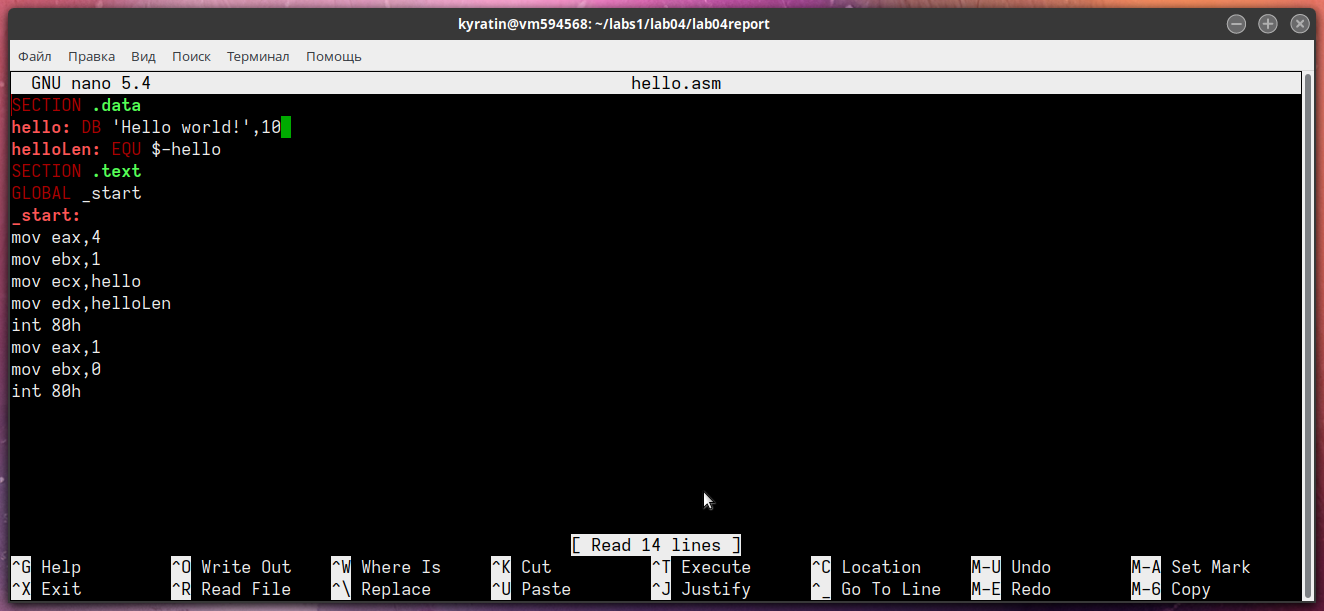 kyratin@vm594568: ~/labs1/lab04/lab04report
Файл Правка Вид Поиск Терминал Помощь
GNU nano 5.4 hello.asm
SECTION .data
hello: DB 'Hello world!',10
helloLen: EQU $-hello
SECTION .text
GLOBAL _start
_start:
mov eax,4
mov ebx,1
mov ecx,hello
mov edx,helloLen
int 80h
mov eax,1
mov ebx,0
int 80h
[ Read 14 lines ]
^G Help ^O Write Out ^W Where Is ^K Cut ^T Execute ^C Location M-U Undo M-A Set Mark
^X Exit ^R Read File ^\ Replace ^U Paste ^J Justify ^_ Go To Line M-E Redo M-6 Copy